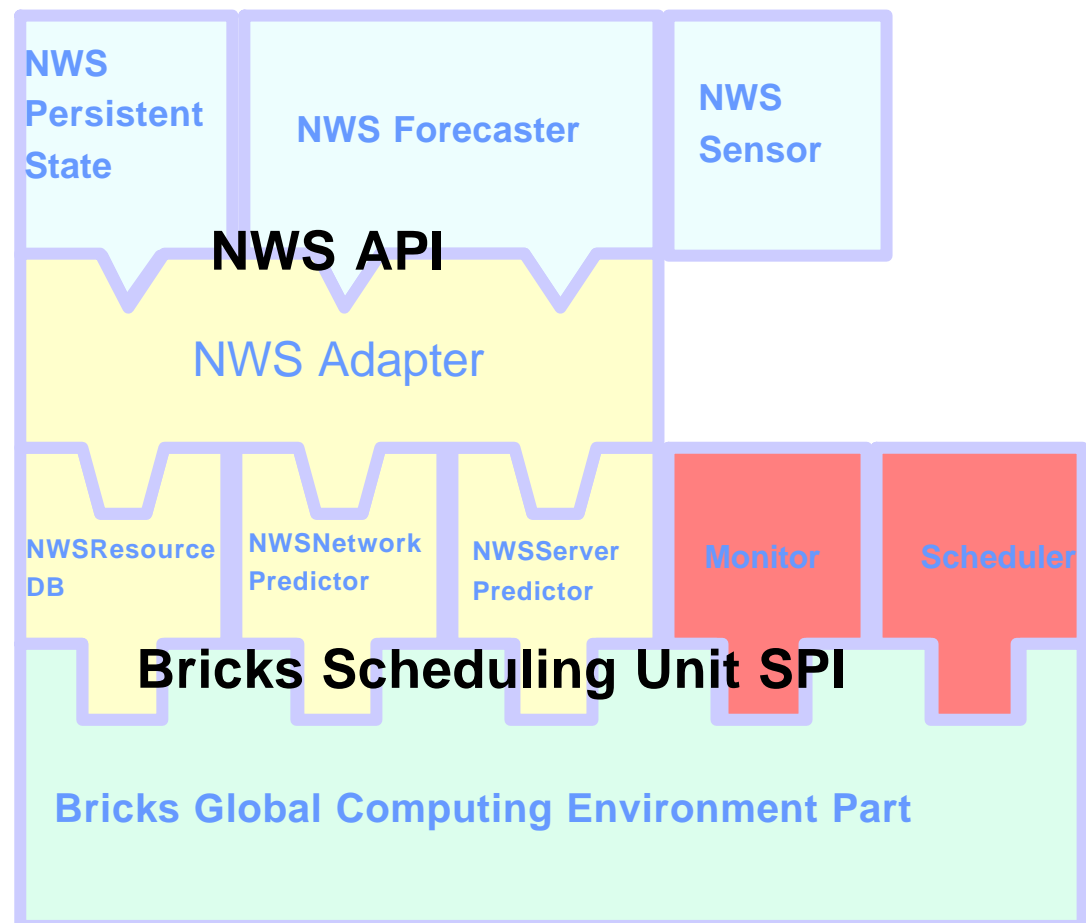 NWS
Persistent
State
NWS Forecaster
NWS
Sensor
NWS API
NWS Adapter
NWSResource
DB
NWSNetwork
Predictor
NWSServer
Predictor
Monitor
Scheduler
Bricks Scheduling Unit SPI
Bricks Global Computing Environment Part